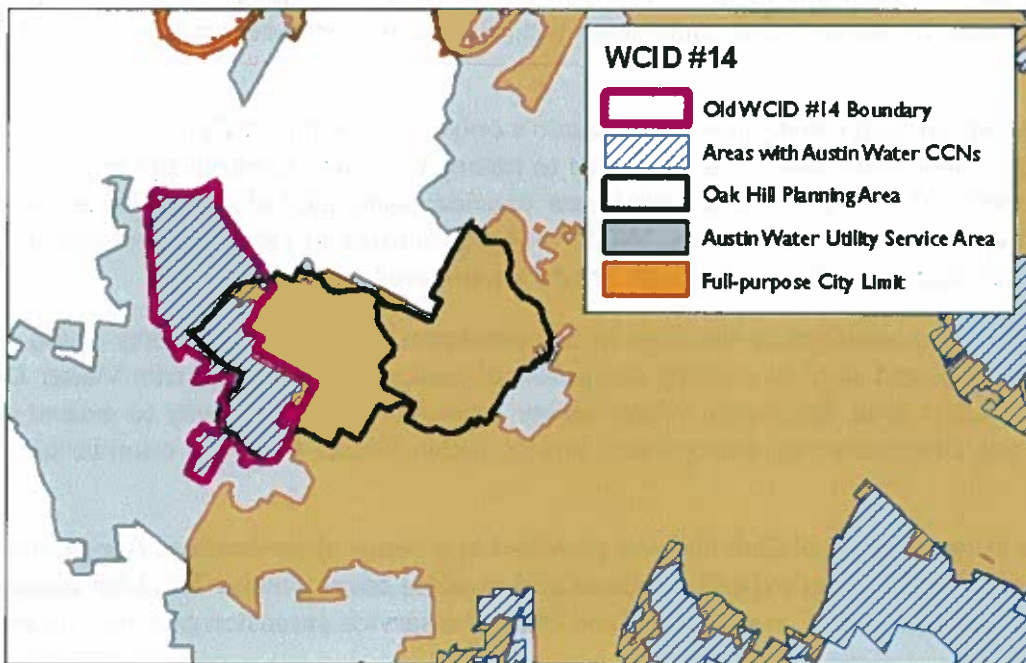 WCID #14
Old WCID #14 Boundary
Areas with Austin Water CCNs
Oak Hill Planning Area
Austin Water Utility Service Area
Full-purpose City Limit